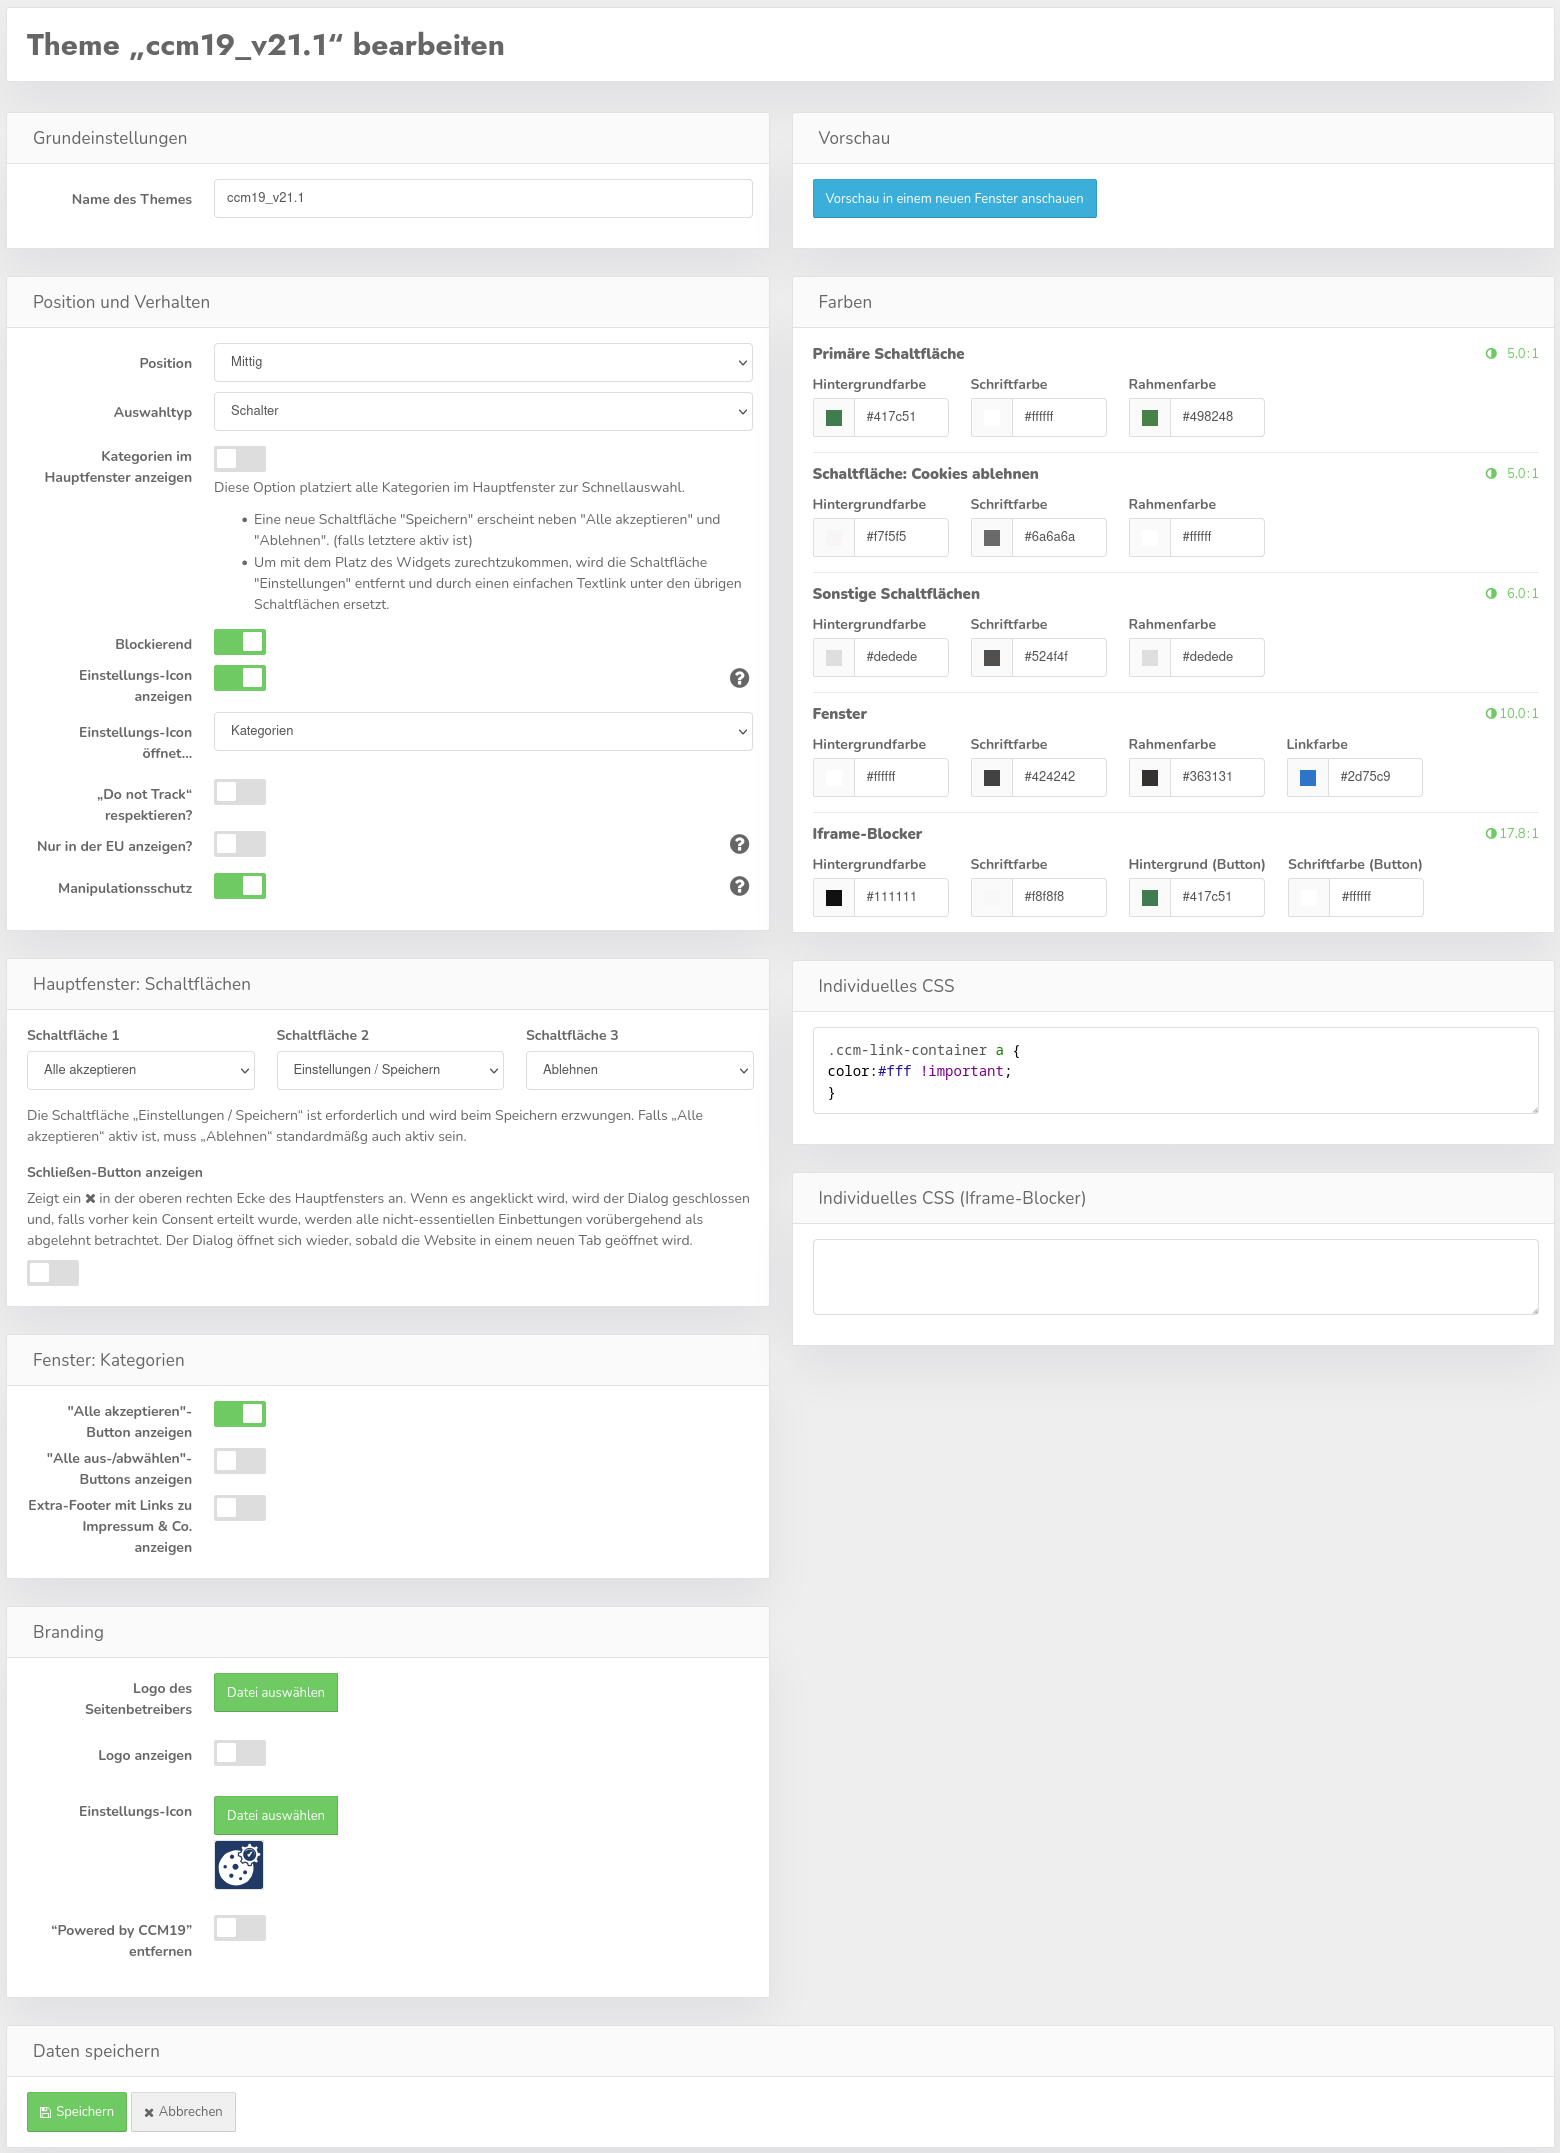 Theme „ccm19_v21.1“ bearbeiten
Grundeinstellungen
Name des Themes
ccm19_v21.1
Vorschau
Vorschau in einem neuen Fenster anschauen
Position und Verhalten
Position
Mittig
Auswahltyp
Schalter
Kategorien im
Hauptfenster anzeigen
Diese Option platziert alle Kategorien im Hauptfenster zur Schnellauswahl.
• Eine neue Schaltfläche "Speichern" erscheint neben "Alle akzeptieren" und
"Ablehnen". (falls letztere aktiv ist)
• Um mit dem Platz des Widgets zurechtzukommen, wird die Schaltfläche
"Einstellungen" entfernt und durch einen einfachen Textlink unter den übrigen
Schaltflächen ersetzt.
Blockierend
Einstellungs-Icon
anzeigen
Einstellungs-Icon
öffnet...
Kategorien
„Do not Track“
respektieren?
Nur in der EU anzeigen?
Manipulationsschutz
Farben
Primäre Schaltfläche 5,0:1
Hintergrundfarbe Schriftfarbe Rahmenfarbe
#417c51 #ffffff #498248
Schaltfläche: Cookies ablehnen 5,0:1
Hintergrundfarbe Schriftfarbe Rahmenfarbe
#f7f5f5 #6a6a6a #ffffff
Sonstige Schaltflächen 6,0:1
Hintergrundfarbe Schriftfarbe Rahmenfarbe
#dedede #524f4f #dedede
Fenster 10,0:1
Hintergrundfarbe Schriftfarbe Rahmenfarbe Linkfarbe
#ffffff #424242 #363131 #2d75c9
Iframe-Blocker 17,8:1
Hintergrundfarbe Schriftfarbe Hintergrund (Button) Schriftfarbe (Button)
#111111 #f8f8f8 #417c51 #ffffff
Hauptfenster: Schaltflächen
Schaltfläche 1 Schaltfläche 2 Schaltfläche 3
Alle akzeptieren Einstellungen / Speichern Ablehnen
Die Schaltfläche „Einstellungen / Speichern“ ist erforderlich und wird beim Speichern erzwungen. Falls „Alle
akzeptieren“ aktiv ist, muss „Ablehnen“ standardmäßg auch aktiv sein.
Schließen-Button anzeigen
Zeigt ein ✖ in der oberen rechten Ecke des Hauptfensters an. Wenn es angeklickt wird, wird der Dialog geschlossen
und, falls vorher kein Consent erteilt wurde, werden alle nicht-essentiellen Einbettungen vorübergehend als
abgelehnt betrachtet. Der Dialog öffnet sich wieder, sobald die Website in einem neuen Tab geöffnet wird.
Individuelles CSS
.ccm-link-container a {
color:#fff !important;
}
Individuelles CSS (Iframe-Blocker)
Fenster: Kategorien
"Alle akzeptieren"-
Button anzeigen
"Alle aus-/abwählen"-
Buttons anzeigen
Extra-Footer mit Links zu
Impressum & Co.
anzeigen
Branding
Logo des
Seitenbetreibers
Datei auswählen
Logo anzeigen
Einstellungs-Icon
Datei auswählen
“Powered by CCM19”
entfernen
Daten speichern
Speichern ✖ Abbrechen